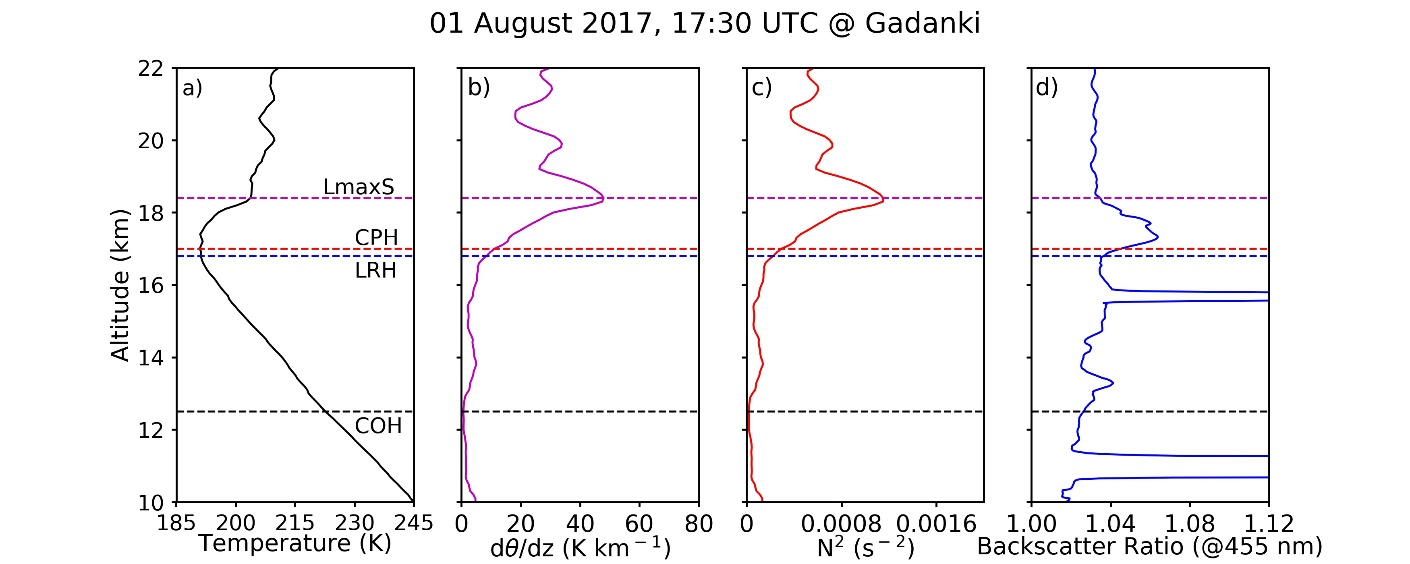 01 August 2017, 17:30 UTC @ Gadanki
a) b) c) d)
22
20
18
16
14
12
10
Altitude (km)
LmaxS
CPH
LRH
COH
185 200 215 230 245
0 20 40 60 80
0 0.0008 0.0016
1.00 1.04 1.08 1.12
Temperature (K)
dθ/dz (K km⁻¹)
N² (s⁻²)
Backscatter Ratio (@455 nm)